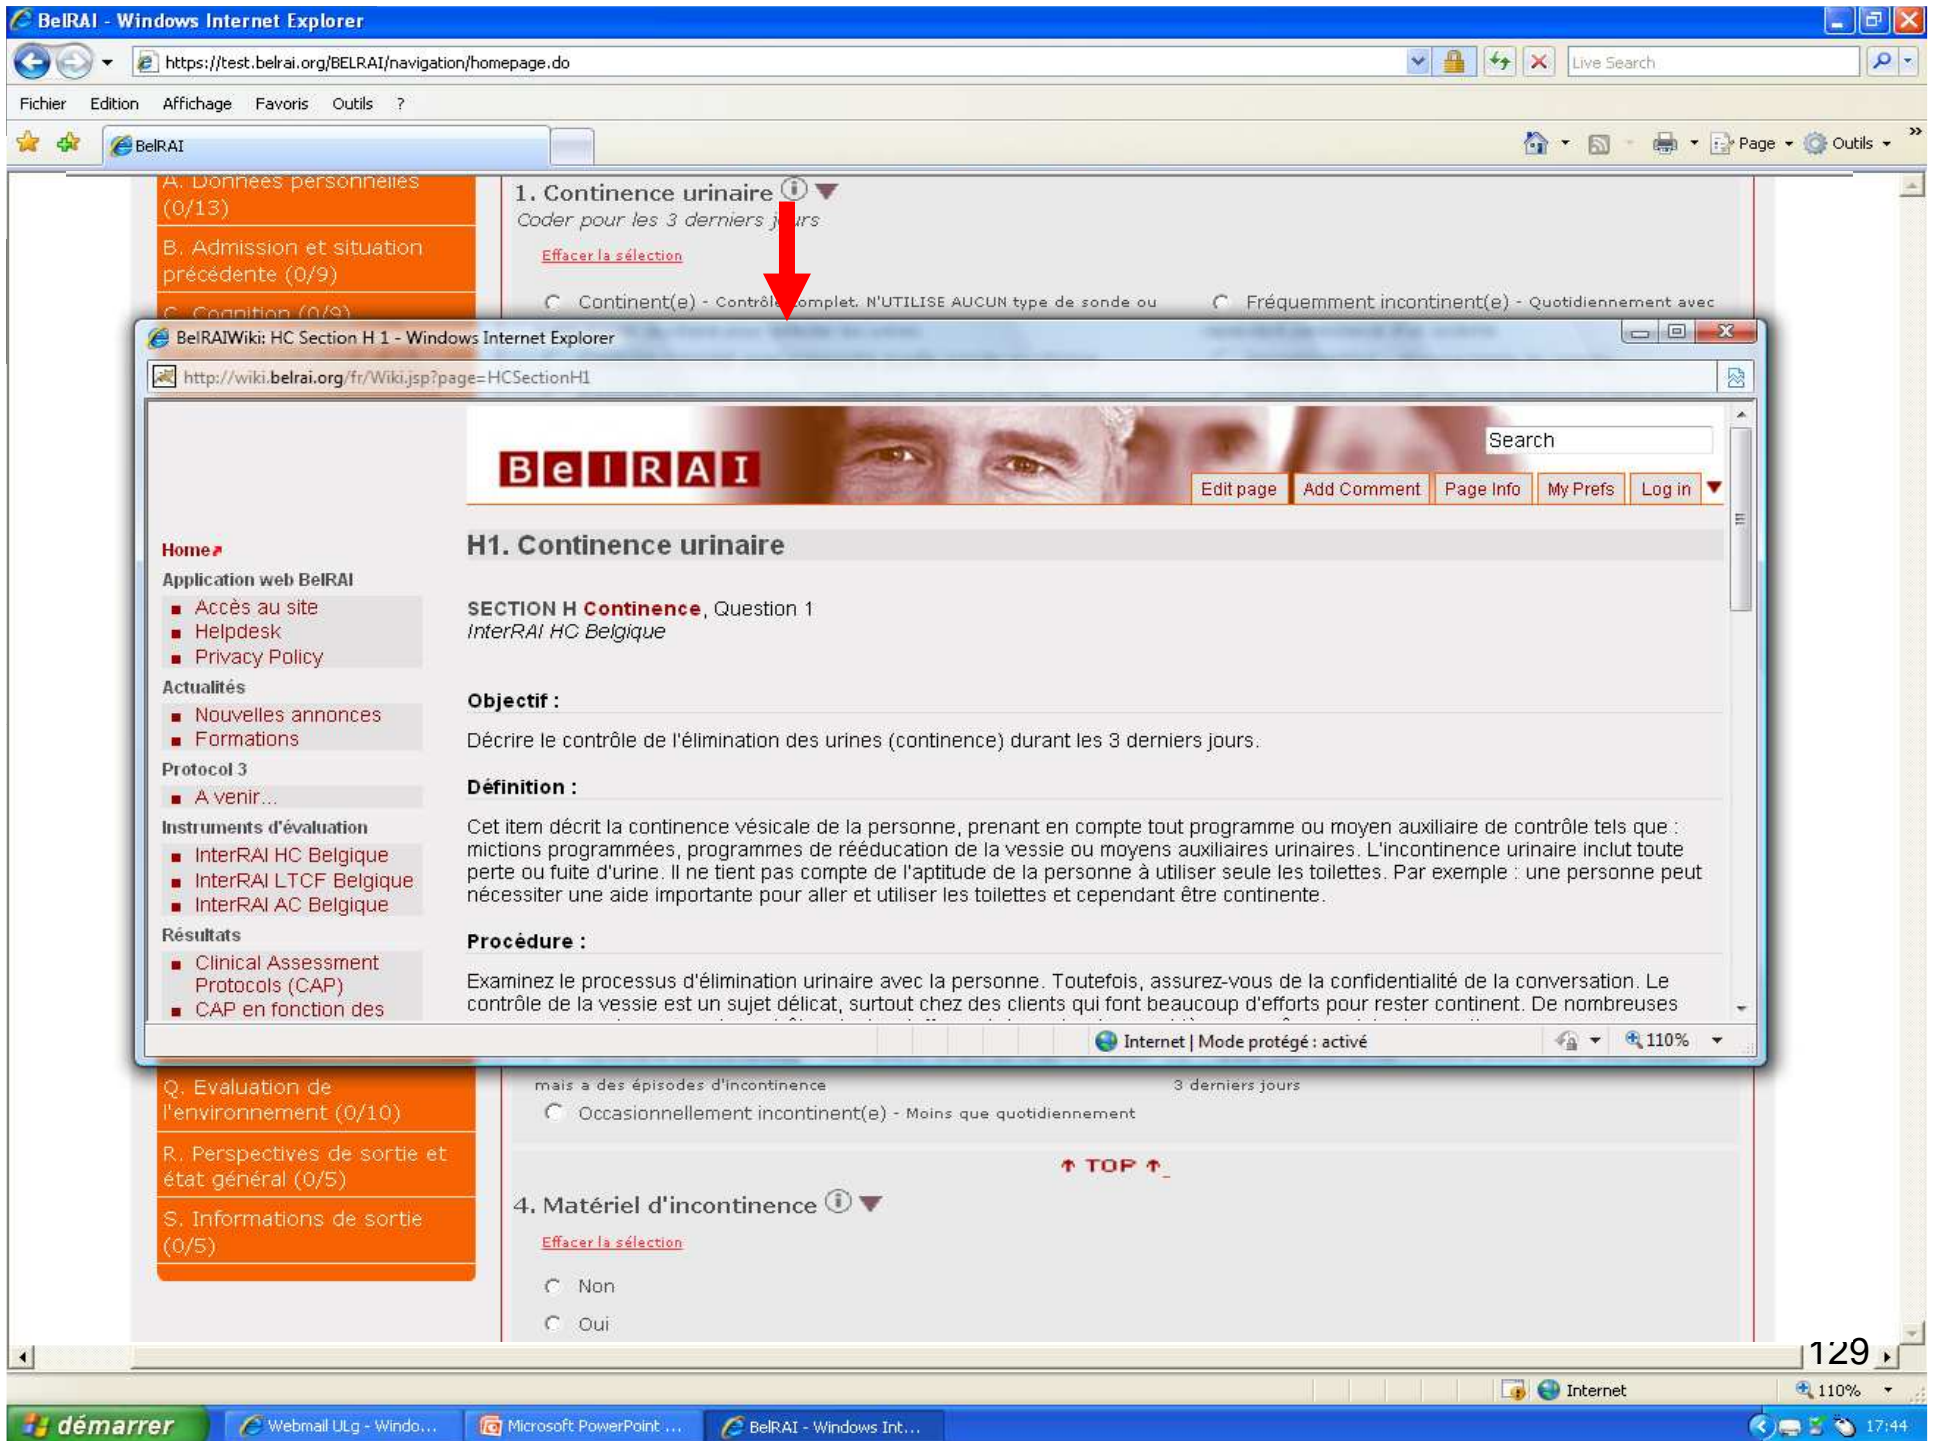 BelRAI - Windows Internet Explorer
https://test.belrai.org/BELRAI/navigation/homepage.do
Live Search
Fichier Edition Affichage Favoris Outils ?
BelRAI
Page Outils »
A. Données personnelles
(0/13)
B. Admission et situation
précédente (0/9)
C. Cognition (0/9)
1. Continence urinaire
Coder pour les 3 derniers jours
Effacer la sélection
Continent(e) - Contrôle complet. N'UTILISE AUCUN type de sonde ou
Fréquemment incontinent(e) - Quotidiennement avec
BelRAIWiki: HC Section H 1 - Windows Internet Explorer
http://wiki.belrai.org/fr/Wiki.jsp?page=HCSectionH1
BelRAI
Search
Edit page Add Comment Page Info My Prefs Log in
Home
Application web BelRAI
Accès au site
Helpdesk
Privacy Policy
Actualités
Nouvelles annonces
Formations
Protocol 3
A venir...
Instruments d'évaluation
InterRAI HC Belgique
InterRAI LTCF Belgique
InterRAI AC Belgique
Résultats
Clinical Assessment
Protocols (CAP)
CAP en fonction des
H1. Continence urinaire
SECTION H Continence, Question 1
InterRAI HC Belgique
Objectif :
Décrire le contrôle de l'élimination des urines (continence) durant les 3 derniers jours.
Définition :
Cet item décrit la continence vésicale de la personne, prenant en compte tout programme ou moyen auxiliaire de contrôle tels que :
mictions programmées, programmes de rééducation de la vessie ou moyens auxiliaires urinaires. L'incontinence urinaire inclut toute
perte ou fuite d'urine. Il ne tient pas compte de l'aptitude de la personne à utiliser seule les toilettes. Par exemple : une personne peut
nécessiter une aide importante pour aller et utiliser les toilettes et cependant être continente.
Procédure :
Examinez le processus d'élimination urinaire avec la personne. Toutefois, assurez-vous de la confidentialité de la conversation. Le
contrôle de la vessie est un sujet délicat, surtout chez des clients qui font beaucoup d'efforts pour rester continent. De nombreuses
Internet | Mode protégé : activé
110%
Q. Evaluation de
l'environnement (0/10)
R. Perspectives de sortie et
état général (0/5)
S. Informations de sortie
(0/5)
mais a des épisodes d'incontinence
3 derniers jours
Occasionnellement incontinent(e) - Moins que quotidiennement
TOP
4. Matériel d'incontinence
Effacer la sélection
Non
Oui
129
Internet
110%
démarrer
Webmail ULg - Windo...
Microsoft PowerPoint ...
BelRAI - Windows Int...
17:44